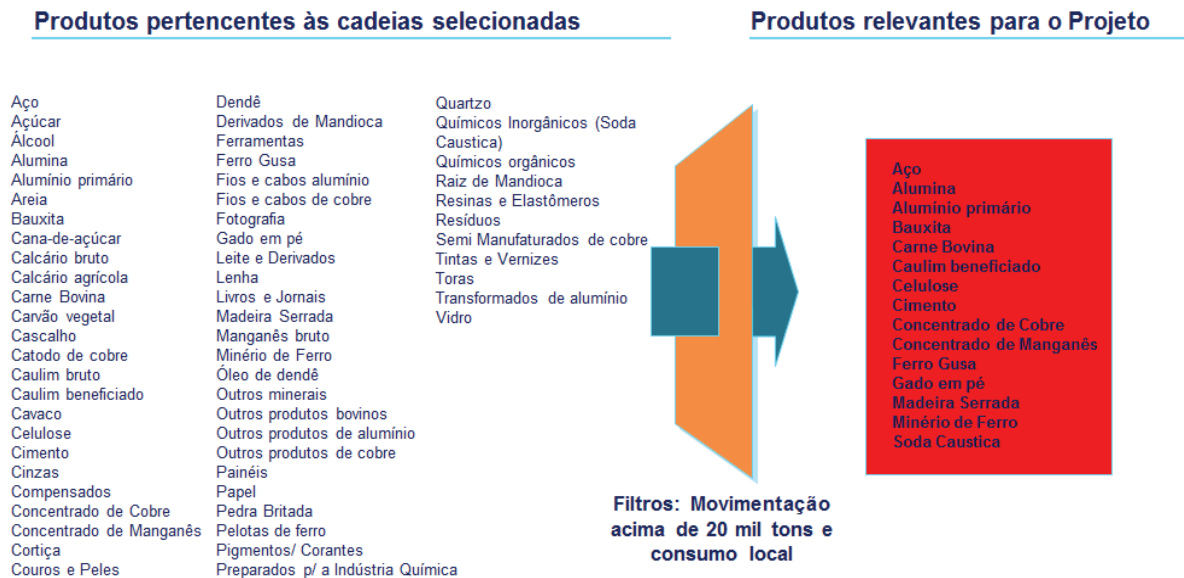 Produtos pertencentes às cadeias selecionadas
Produtos relevantes para o Projeto
Aço
Açúcar
Álcool
Alumina
Alumínio primário
Areia
Bauxita
Cana-de-açúcar
Calcário bruto
Calcário agrícola
Carne Bovina
Carvão vegetal
Cascalho
Catodo de cobre
Caulim bruto
Caulim beneficiado
Cavaco
Celulose
Cimento
Cinzas
Compensados
Concentrado de Cobre
Concentrado de Manganês
Cortiça
Couros e Peles
Dendê
Derivados de Mandioca
Ferramentas
Ferro Gusa
Fios e cabos alumínio
Fios e cabos de cobre
Fotografia
Gado em pé
Leite e Derivados
Lenha
Livros e Jornais
Madeira Serrada
Manganês bruto
Minério de Ferro
Óleo de dendê
Outros minerais
Outros produtos bovinos
Outros produtos de alumínio
Outros produtos de cobre
Painéis
Papel
Pedra Britada
Pelotas de ferro
Pigmentos/ Corantes
Preparados p/ a Indústria Química
Quartzo
Químicos Inorgânicos (Soda
Caustica)
Químicos orgânicos
Raiz de Mandioca
Resinas e Elastômeros
Resíduos
Semi Manufaturados de cobre
Tintas e Vernizes
Toras
Transformados de alumínio
Vidro
Filtros: Movimentação
acima de 20 mil tons e
consumo local
Aço
Alumina
Alumínio primário
Bauxita
Carne Bovina
Caulim beneficiado
Celulose
Cimento
Concentrado de Cobre
Concentrado de Manganês
Ferro Gusa
Gado em pé
Madeira Serrada
Minério de Ferro
Soda Caustica